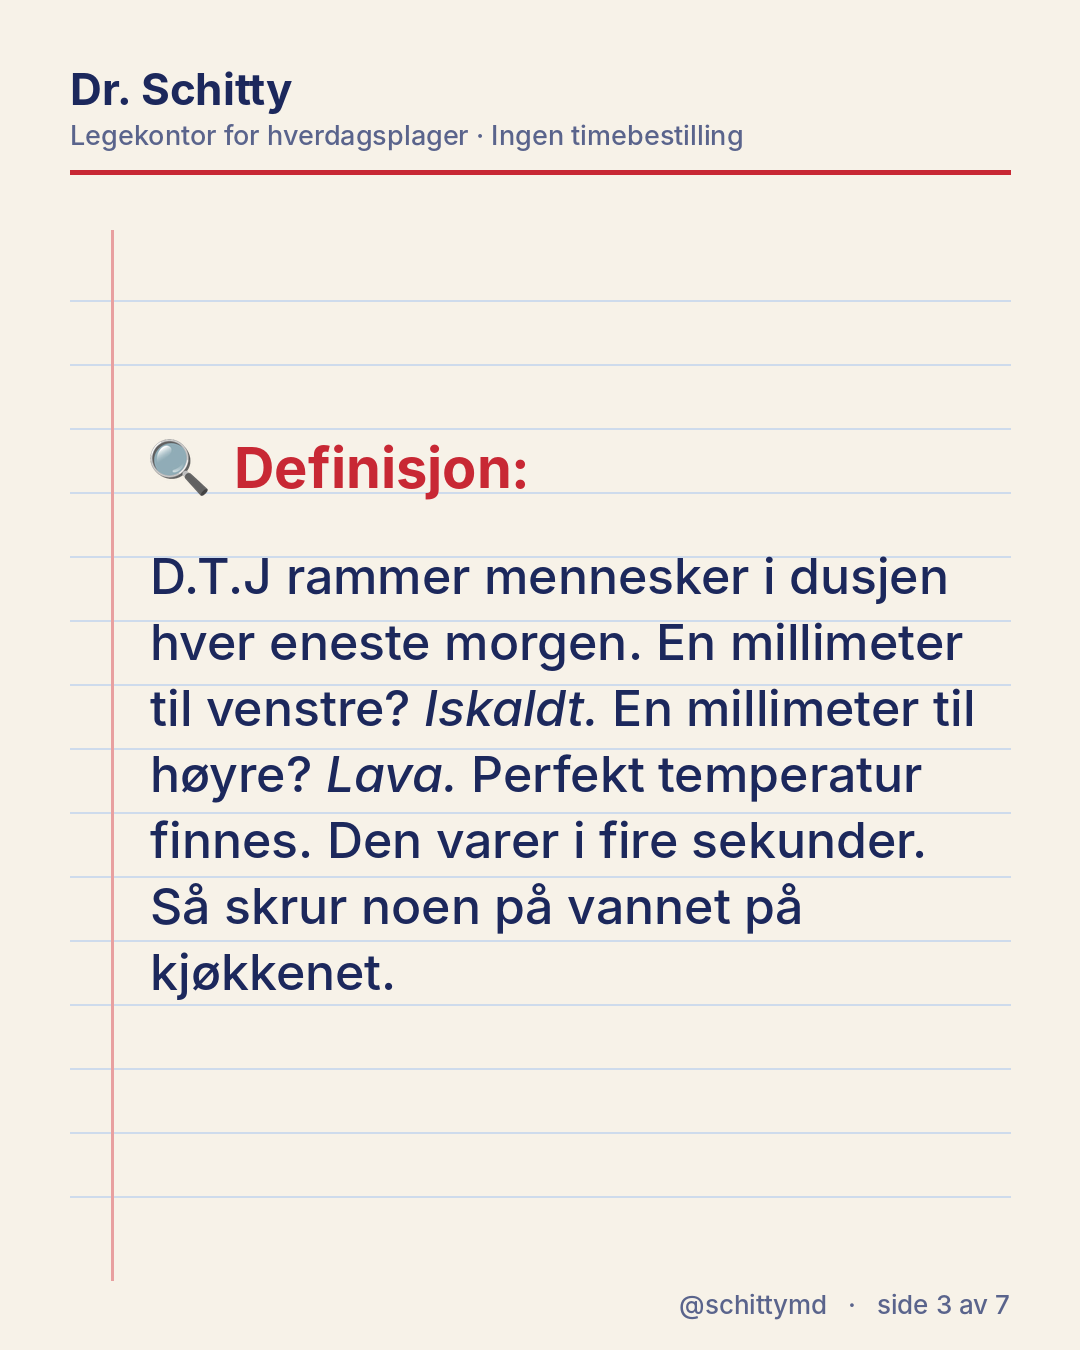 Dr. Schitty
Legekontor for hverdagsplager · Ingen timebestilling
🔍 Definisjon:
D.T.J rammer mennesker i dusjen
hver eneste morgen. En millimeter
til venstre? Iskaldt. En millimeter til
høyre? Lava. Perfekt temperatur
finnes. Den varer i fire sekunder.
Så skrur noen på vannet på
kjøkkenet.
@schittymd · side 3 av 7